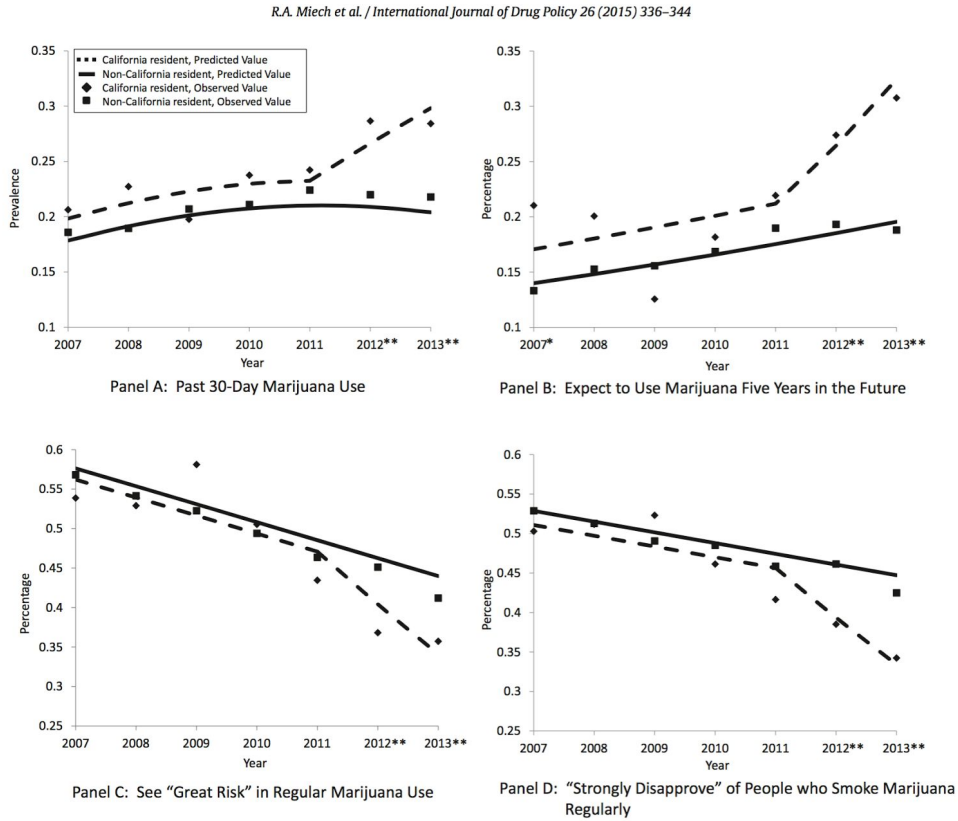 R.A. Miech et al. / International Journal of Drug Policy 26 (2015) 336–344
0.35
0.3
0.25
0.2
0.15
0.1
Prevalence
California resident, Predicted Value
Non-California resident, Predicted Value
California resident, Observed Value
Non-California resident, Observed Value
2007 2008 2009 2010 2011 2012** 2013**
Year
Panel A: Past 30-Day Marijuana Use
0.35
0.3
0.25
0.2
0.15
0.1
Percentage
2007* 2008 2009 2010 2011 2012** 2013**
Year
Panel B: Expect to Use Marijuana Five Years in the Future
0.6
0.55
0.5
0.45
0.4
0.35
0.3
0.25
Percentage
2007 2008 2009 2010 2011 2012** 2013**
Year
Panel C: See “Great Risk” in Regular Marijuana Use
0.6
0.55
0.5
0.45
0.4
0.35
0.3
0.25
Percentage
2007 2008 2009 2010 2011 2012** 2013**
Year
Panel D: “Strongly Disapprove” of People who Smoke Marijuana
Regularly